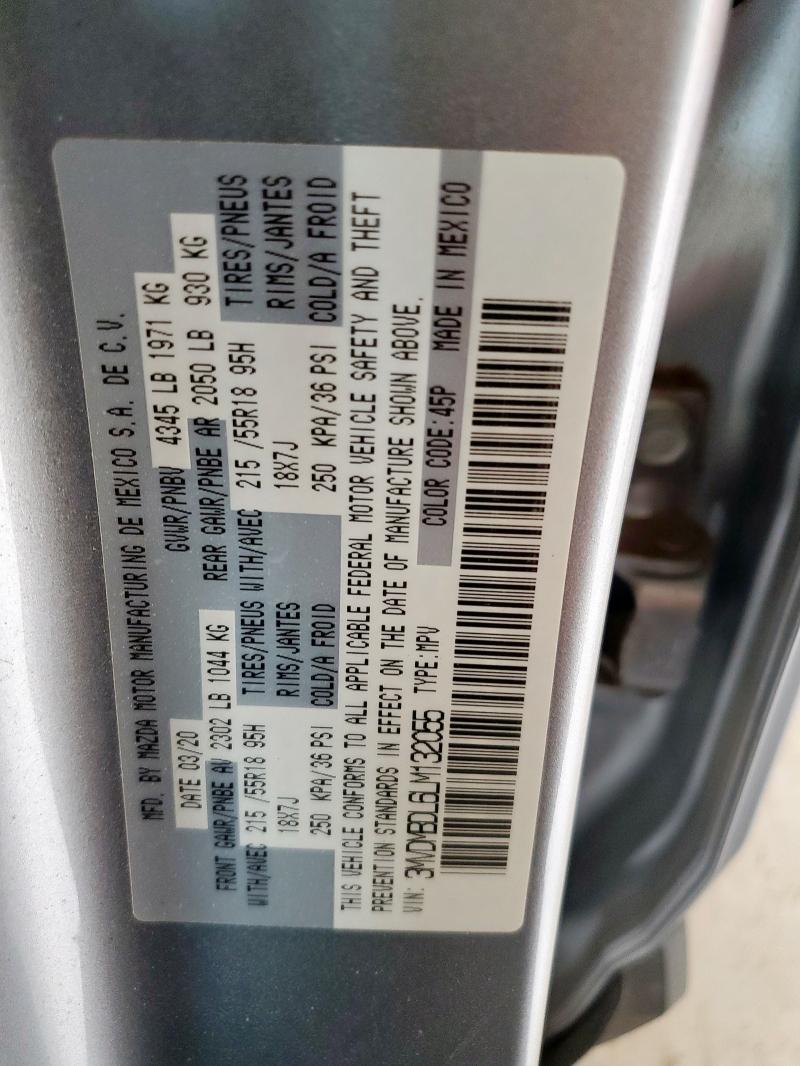 MFD. BY MAZDA MOTOR MANUFACTURING DE MEXICO S.A. DE C.V.
DATE 03/20 GVWR/PNBV 4345 LB 1971 KG
FRONT GAWR/PNBE AV 2302 LB 1044 KG REAR GAWR/PNBE AR 2050 LB 930 KG
WITH/AVEC 215 /55R18 95H TIRES/PNEUS WITH/AVEC 215 /55R18 95H TIRES/PNEUS
18X7J RIMS/JANTES 18X7J RIMS/JANTES
250 KPA/36 PSI COLD/A FROID 250 KPA/36 PSI COLD/A FROID
THIS VEHICLE CONFORMS TO ALL APPLICABLE FEDERAL MOTOR VEHICLE SAFETY AND THEFT
PREVENTION STANDARDS IN EFFECT ON THE DATE OF MANUFACTURE SHOWN ABOVE.
VIN: 3MVDMBDL6LM132055 TYPE:MPV COLOR CODE:45P MADE IN MEXICO